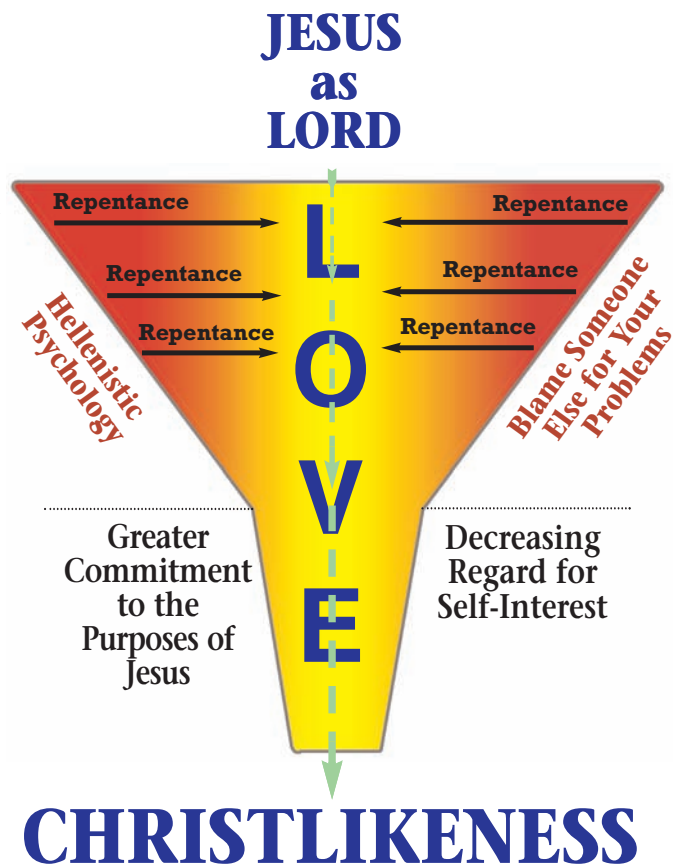 JESUS
as
LORD
Repentance
Repentance
L
Repentance
Repentance
Repentance
Repentance
Hellenistic
Psychology
Blame Someone
Else for Your
Problems
O
V
Greater
Commitment
to the
Purposes of
Jesus
Decreasing
Regard for
Self-Interest
E
CHRISTLIKENESS